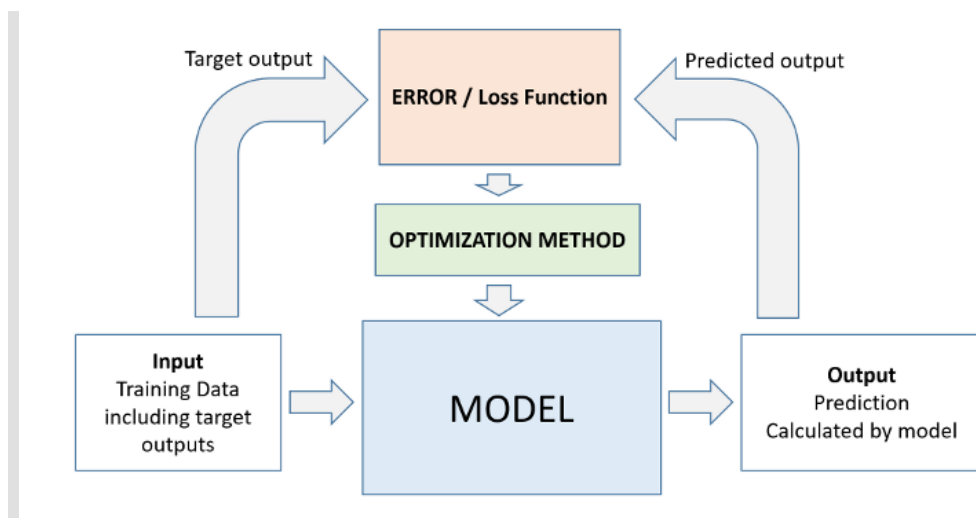 Target output
Predicted output
ERROR / Loss Function
OPTIMIZATION METHOD
Input
Training Data
including target
outputs
MODEL
Output
Prediction
Calculated by model